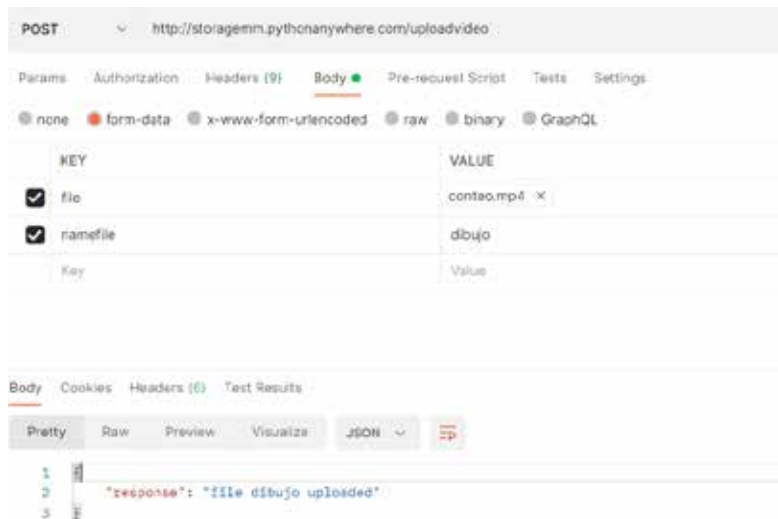 POST http://storagemm.pythonanywhere.com/uploadvideo
Params Authorization Headers (9) Body Pre-request Script Tests Settings
none form-data x-www-form-urlencoded raw binary GraphQL
KEY VALUE
file conteo.mp4 ×
namefile dibujo
Key Value
Body Cookies Headers (6) Test Results
Pretty Raw Preview Visualize JSON
1 {
2 "response": "file dibujo uploaded"
3 }